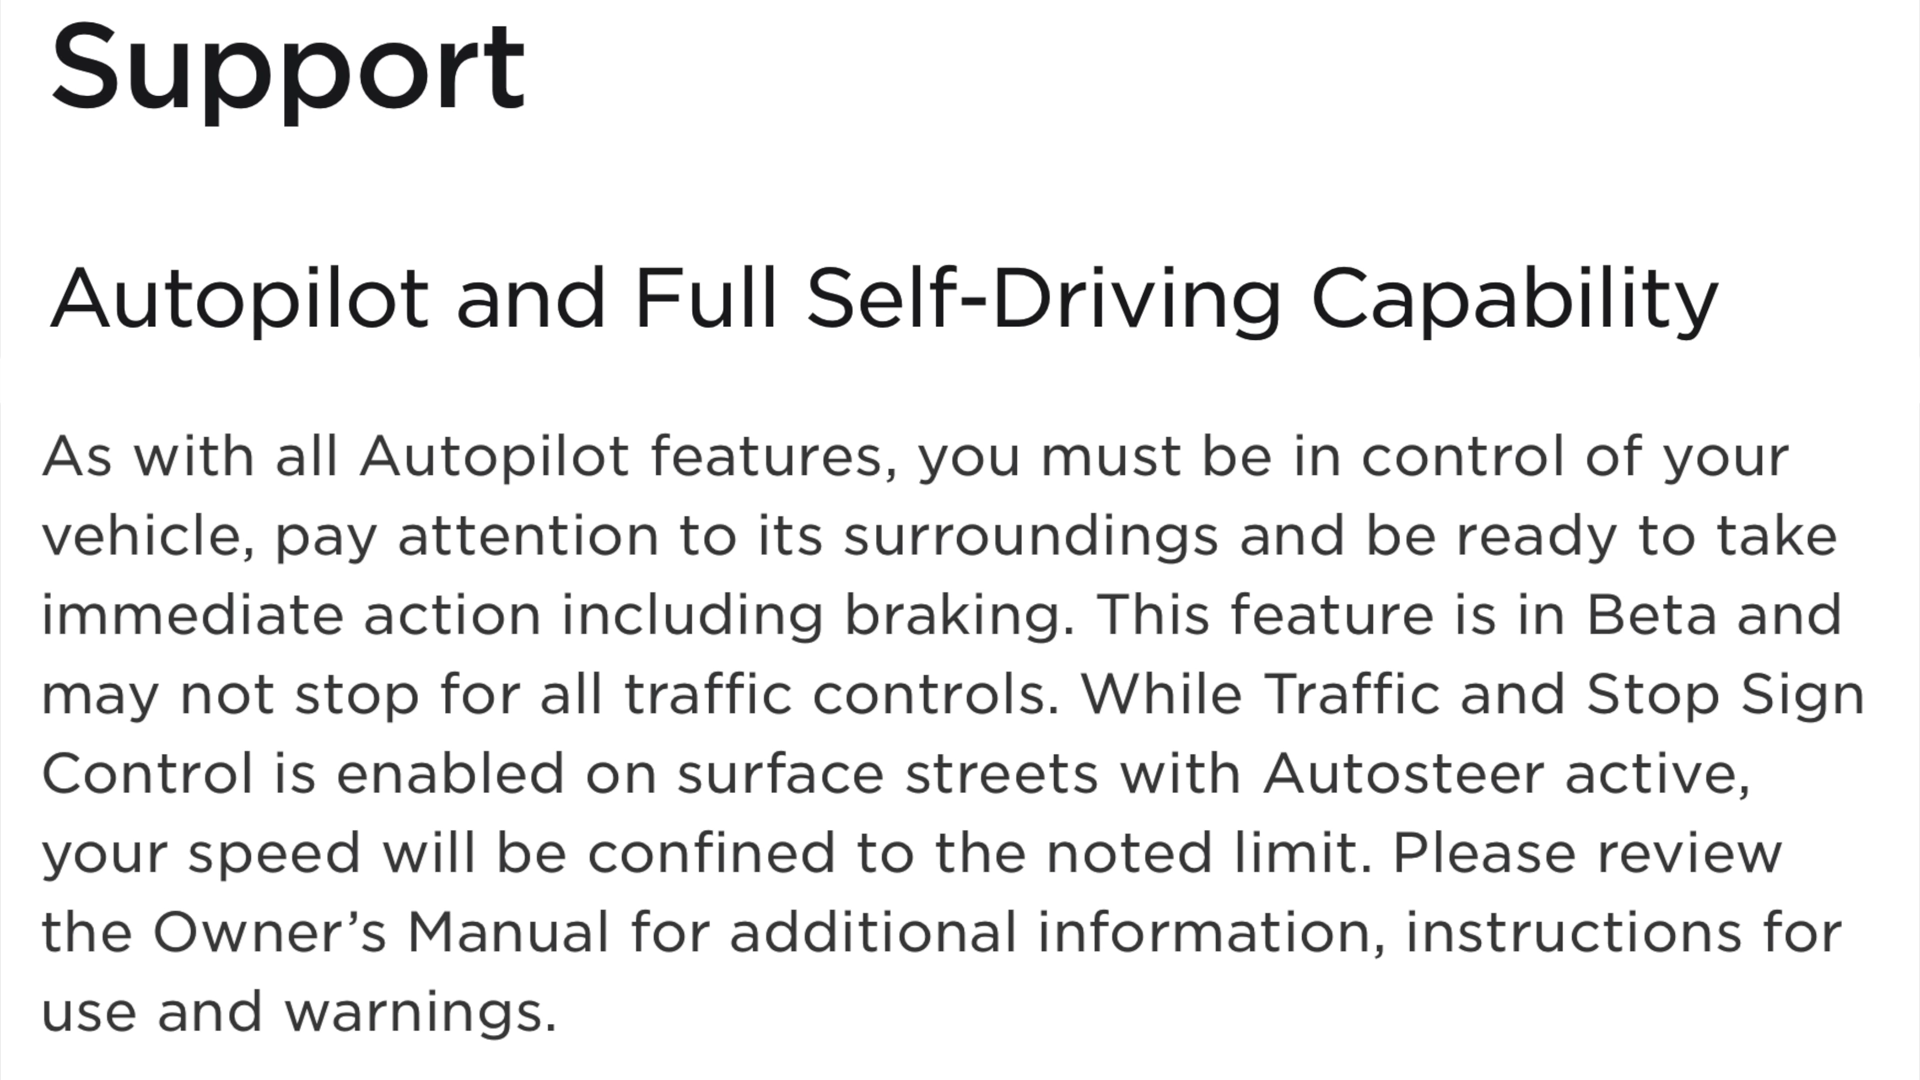 Support
Autopilot and Full Self-Driving Capability
As with all Autopilot features, you must be in control of your
vehicle, pay attention to its surroundings and be ready to take
immediate action including braking. This feature is in Beta and
may not stop for all traffic controls. While Traffic and Stop Sign
Control is enabled on surface streets with Autosteer active,
your speed will be confined to the noted limit. Please review
the Owner’s Manual for additional information, instructions for
use and warnings.